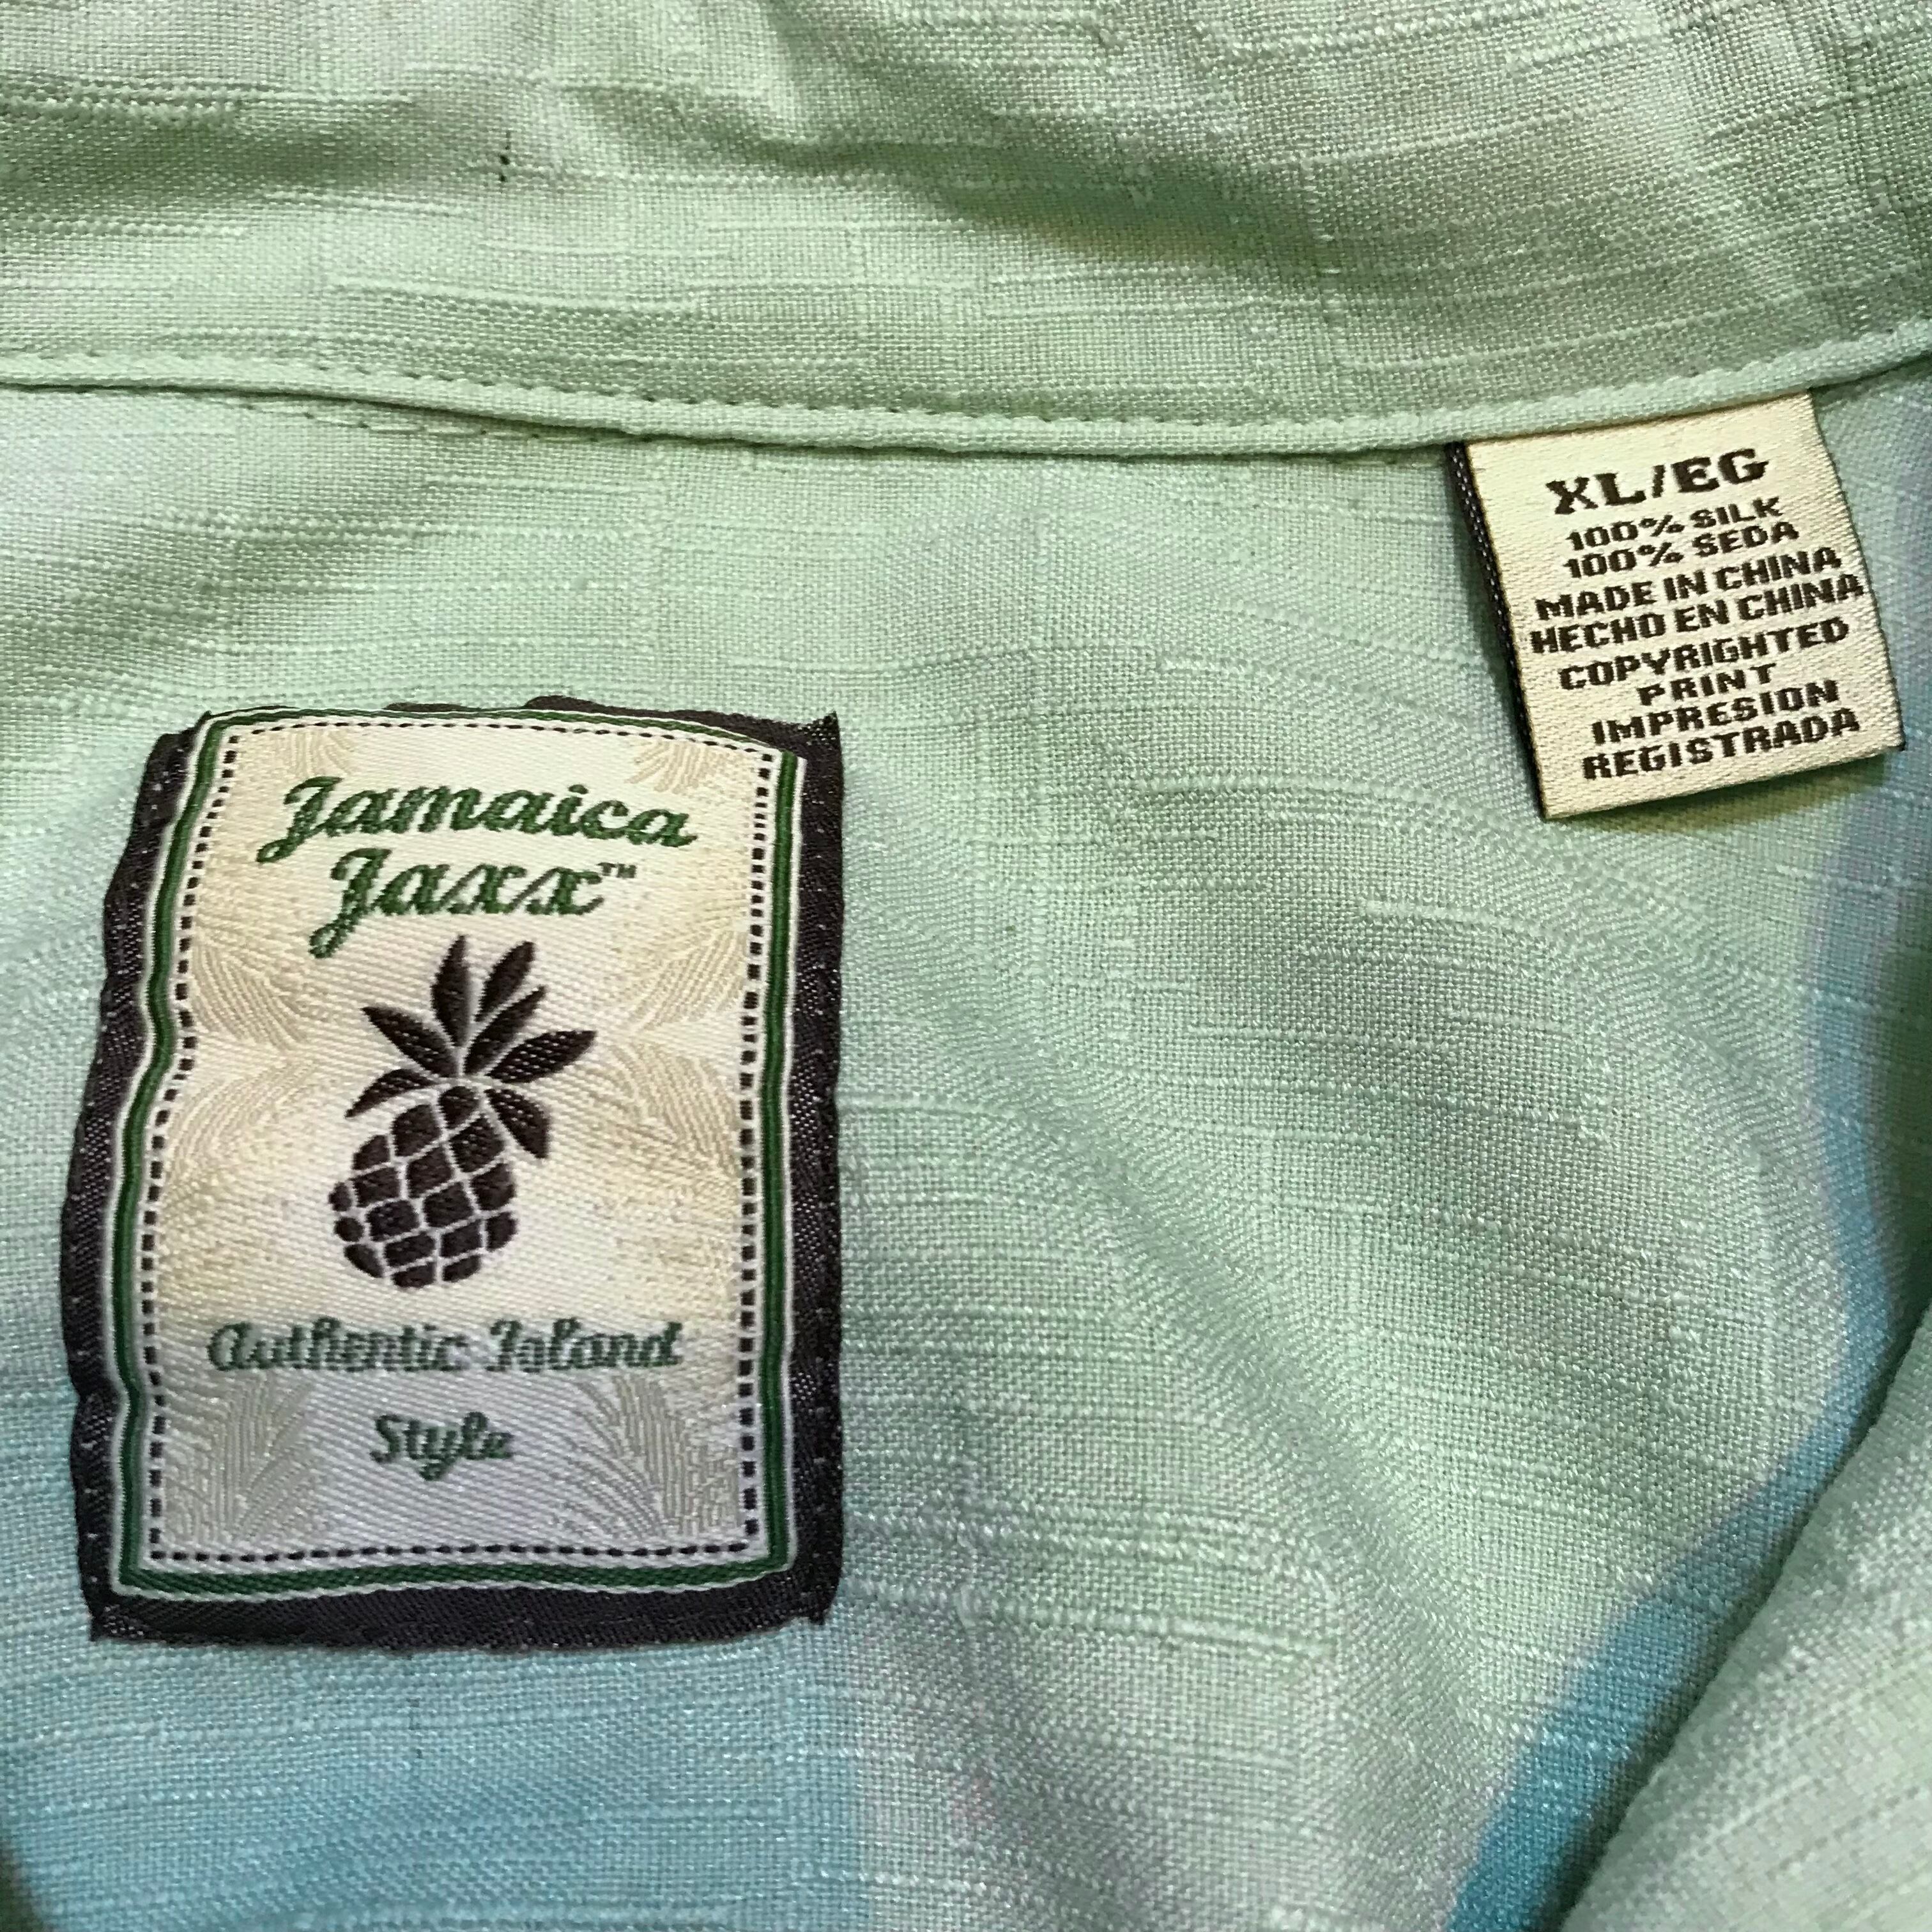 Jamaica
Jaxx™
Authentic Island
Style
XL/EG
100% SILK
100% SEDA
MADE IN CHINA
HECHO EN CHINA
COPYRIGHTED
PRINT
IMPRESION
REGISTRADA